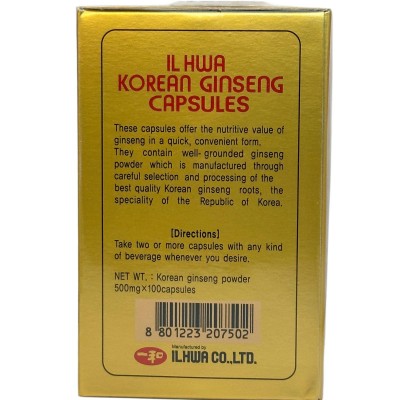 IL HWA
KOREAN GINSENG
CAPSULES
These capsules offer the nutritive value of
ginseng in a quick, convenient form.
They contain well-grounded ginseng
powder which is manufactured through
careful selection and processing of the
best quality Korean ginseng roots, the
speciality of the Republic of Korea.
[Directions]
Take two or more capsules with any kind
of beverage whenever you desire.
NET WT. : Korean ginseng powder
500mg×100capsules
8 801223 207502
Manufactured by
IL HWA CO.,LTD.